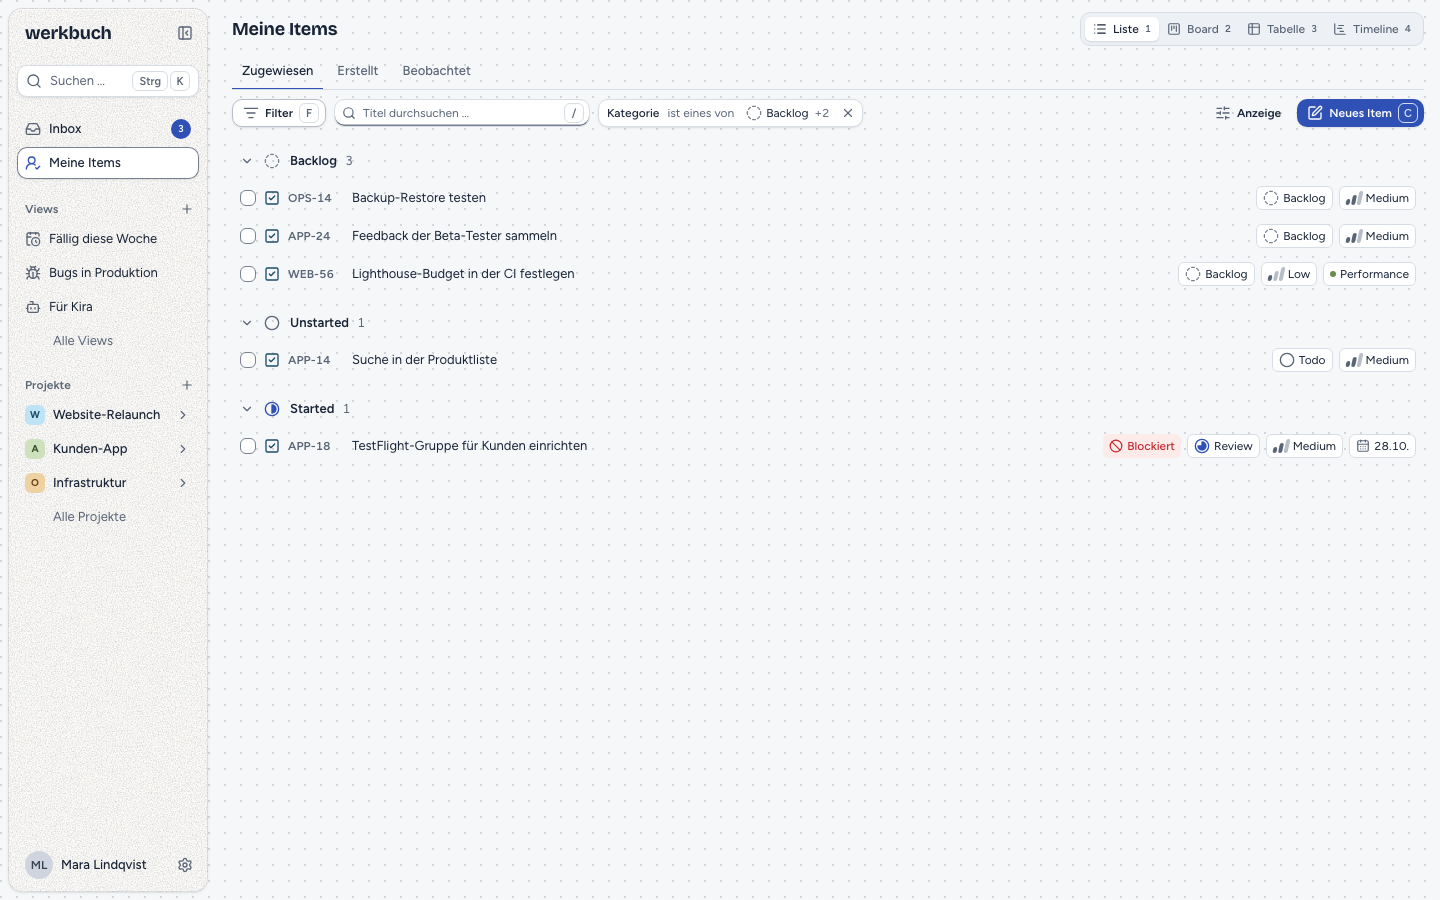 werkbuch
Suchen ... Strg K
Inbox 3
Meine Items
Views
Fällig diese Woche
Bugs in Produktion
Für Kira
Alle Views
Projekte
W Website-Relaunch
A Kunden-App
O Infrastruktur
Alle Projekte
ML Mara Lindqvist
Meine Items
Liste 1 Board 2 Tabelle 3 Timeline 4
Zugewiesen Erstellt Beobachtet
Filter F Titel durchsuchen ... / Kategorie ist eines von Backlog +2 Anzeige Neues Item C
Backlog 3
OPS-14 Backup-Restore testen Backlog Medium
APP-24 Feedback der Beta-Tester sammeln Backlog Medium
WEB-56 Lighthouse-Budget in der CI festlegen Backlog Low Performance
Unstarted 1
APP-14 Suche in der Produktliste Todo Medium
Started 1
APP-18 TestFlight-Gruppe für Kunden einrichten Blockiert Review Medium 28.10.